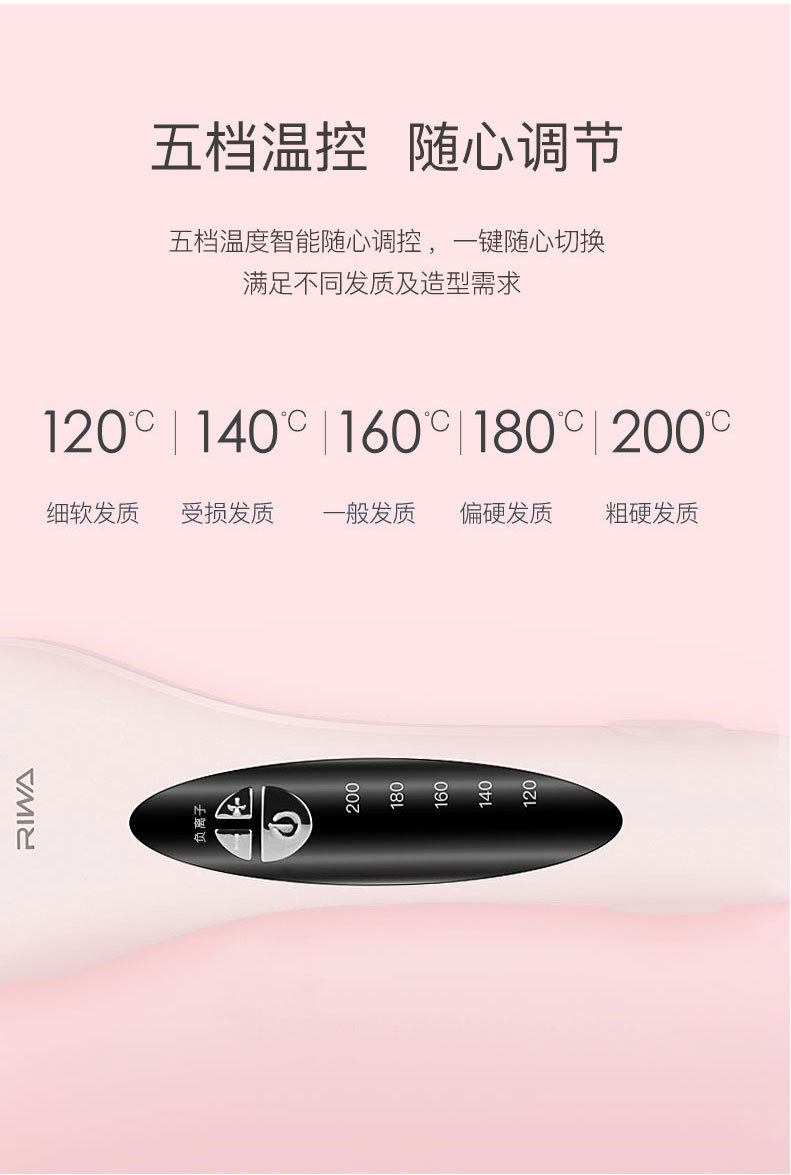 五档温控 随心调节
五档温度智能随心调控，一键随心切换
满足不同发质及造型需求
120℃ 140℃ 160℃ 180℃ 200℃
细软发质 受损发质 一般发质 偏硬发质 粗硬发质
RIWA
负离子
200 180 160 140 120